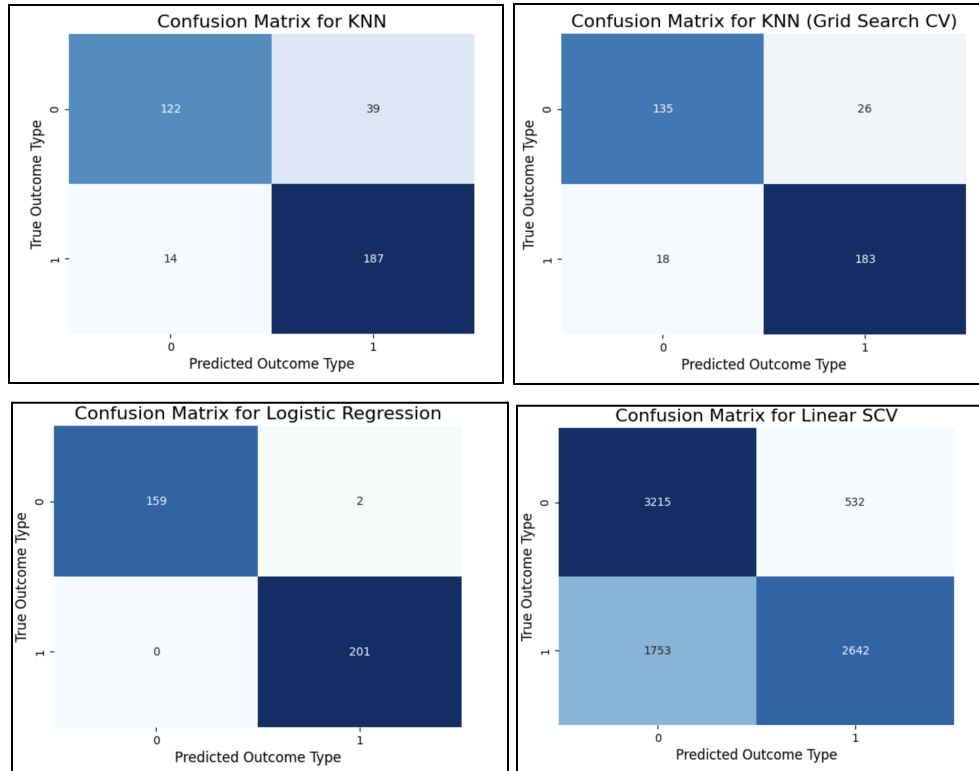 Confusion Matrix for KNN
True Outcome Type
0
122
39
1
14
187
0
1
Predicted Outcome Type
Confusion Matrix for KNN (Grid Search CV)
True Outcome Type
0
135
26
1
18
183
0
1
Predicted Outcome Type
Confusion Matrix for Logistic Regression
True Outcome Type
0
159
2
1
0
201
0
1
Predicted Outcome Type
Confusion Matrix for Linear SCV
True Outcome Type
0
3215
532
1
1753
2642
0
1
Predicted Outcome Type